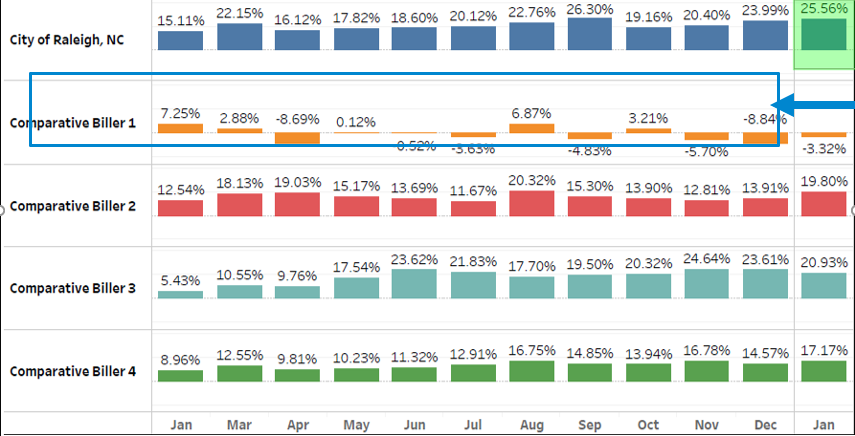 15.11% 22.15% 16.12% 17.82% 18.60% 20.12% 22.76% 26.30% 19.16% 20.40% 23.99% 25.56%
City of Raleigh, NC
7.25% 2.88% -8.69% 0.12% 6.87% 3.21% -8.84%
Comparative Biller 1
0.52% -3.63% -4.83% -5.70% -3.32%
12.54% 18.13% 19.03% 15.17% 13.69% 11.67% 20.32% 15.30% 13.90% 12.81% 13.91% 19.80%
Comparative Biller 2
5.43% 10.55% 9.76% 17.54% 23.62% 21.83% 17.70% 19.50% 20.32% 24.64% 23.61% 20.93%
Comparative Biller 3
8.96% 12.55% 9.81% 10.23% 11.32% 12.91% 16.75% 14.85% 13.94% 16.78% 14.57% 17.17%
Comparative Biller 4
Jan Mar Apr May Jun Jul Aug Sep Oct Nov Dec Jan